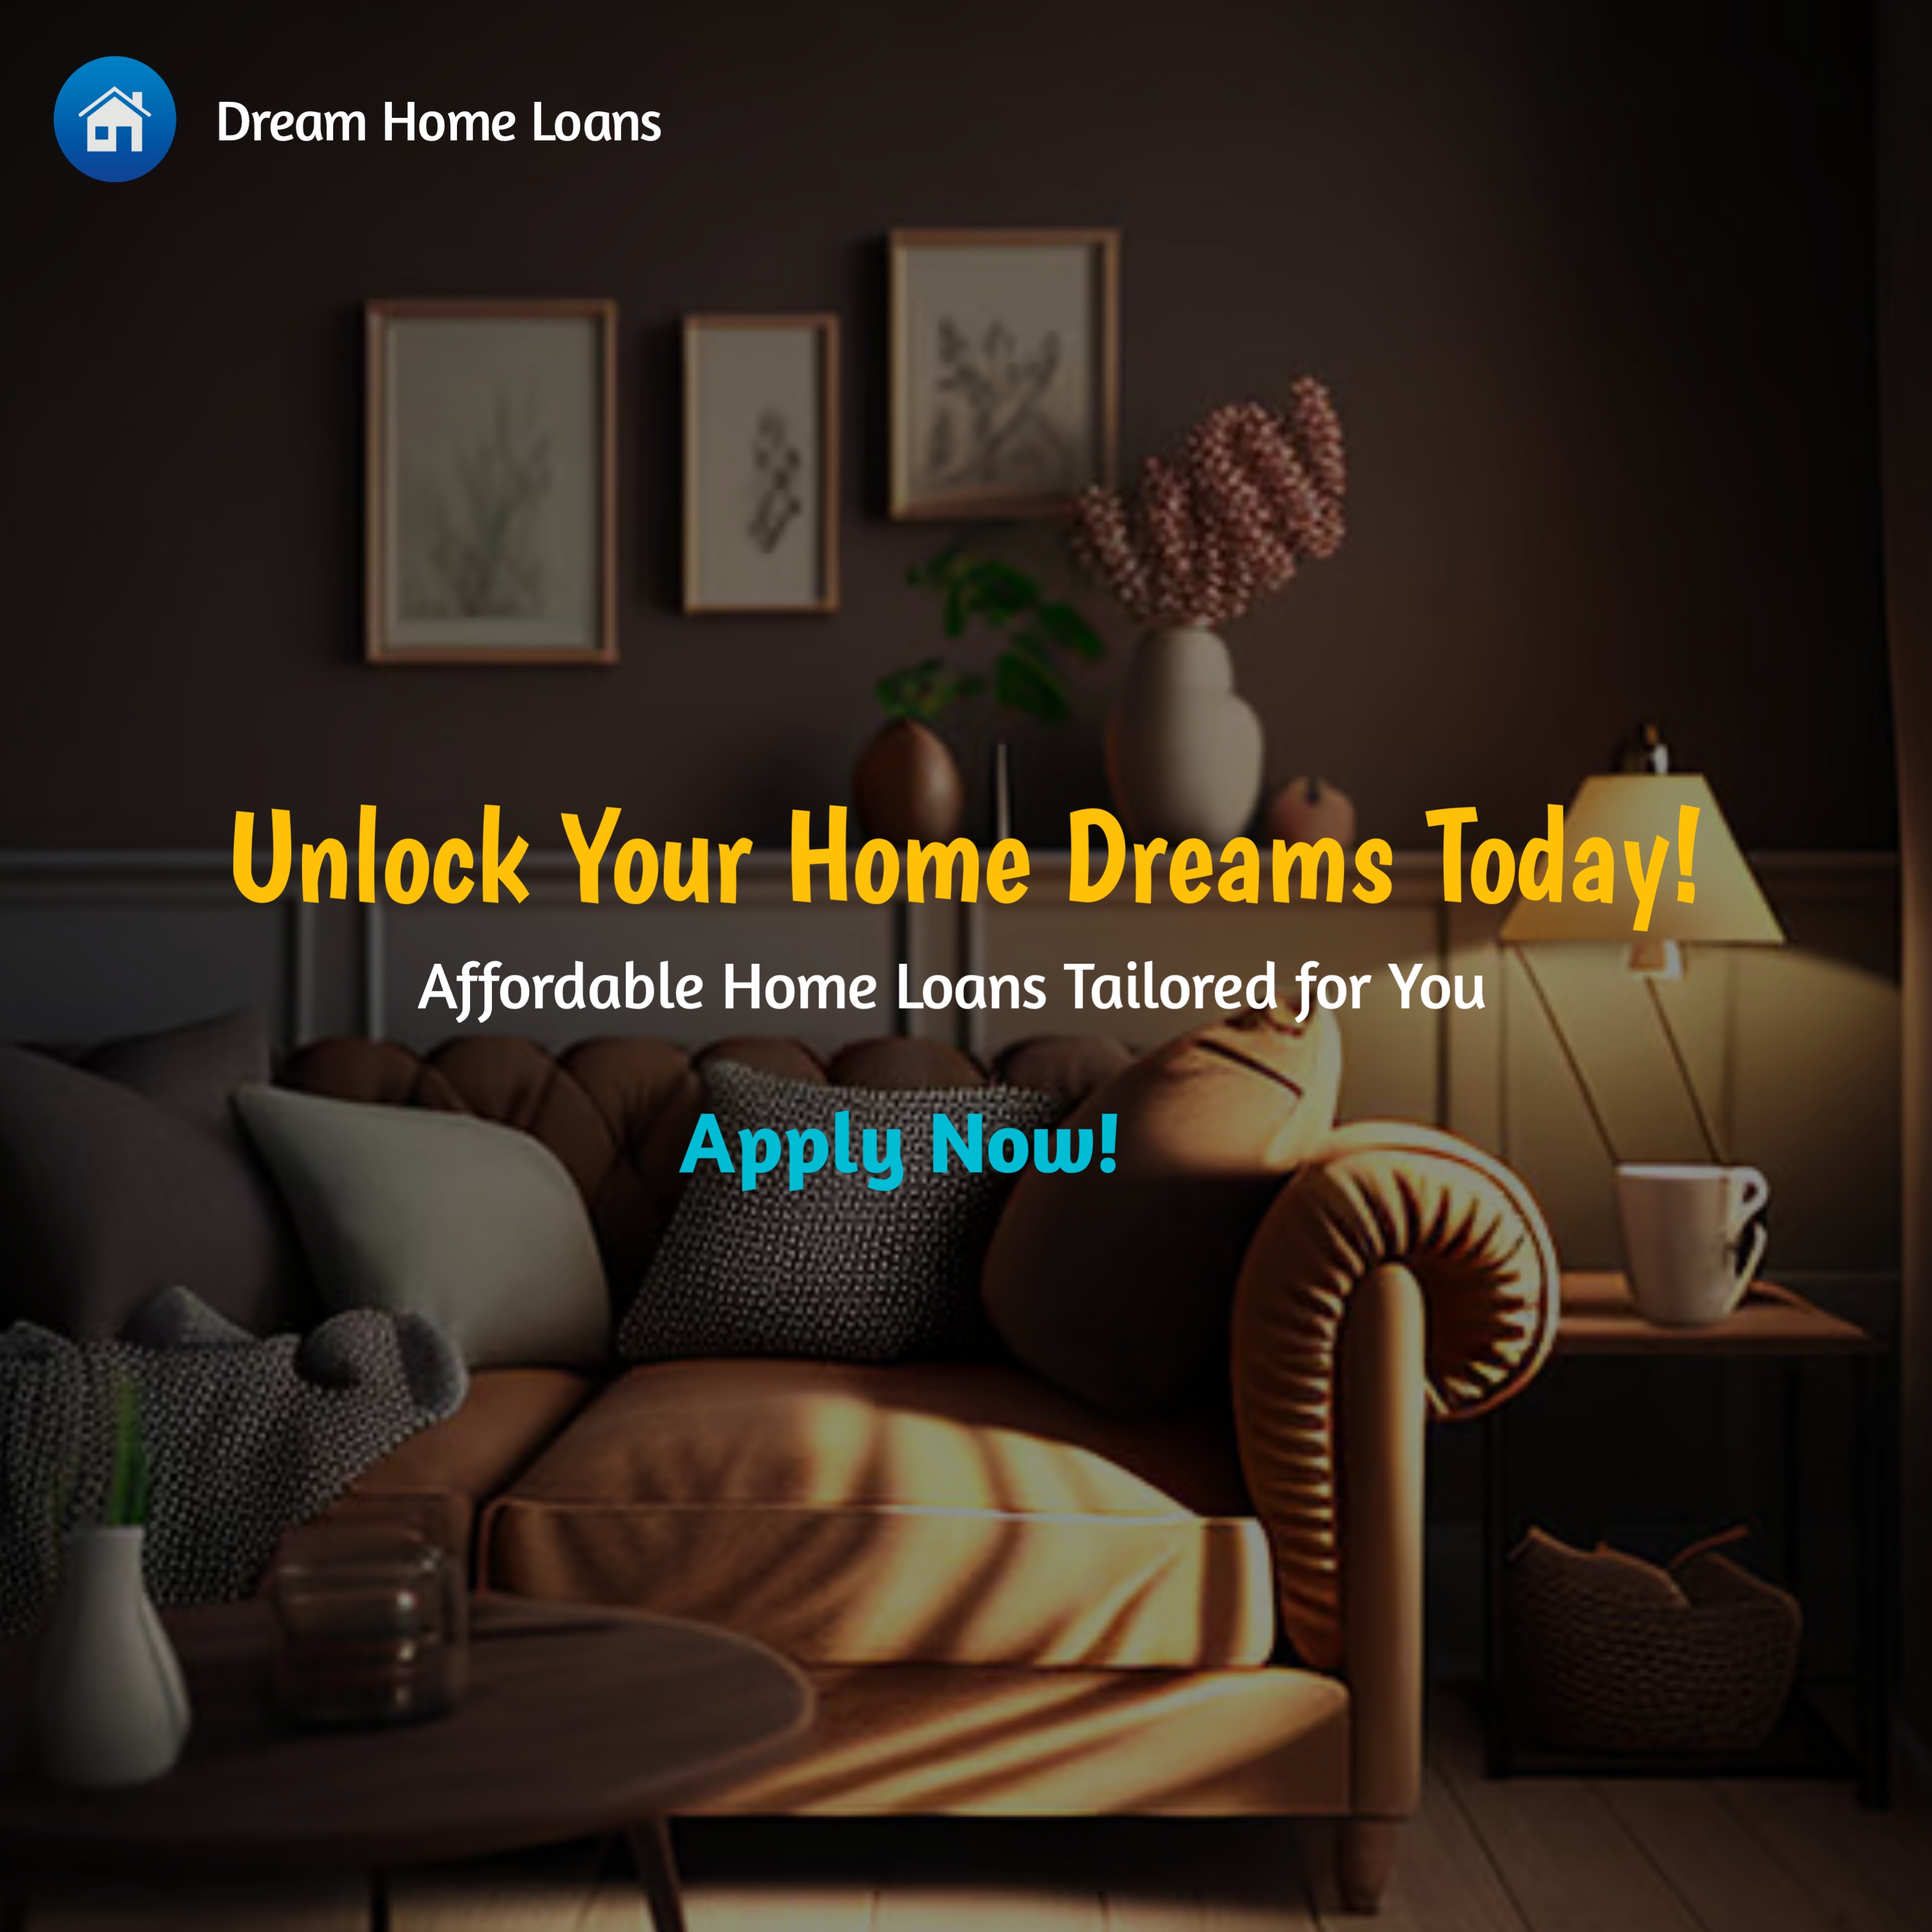 Dream Home Loans
Unlock Your Home Dreams Today!
Affordable Home Loans Tailored for You
Apply Now!